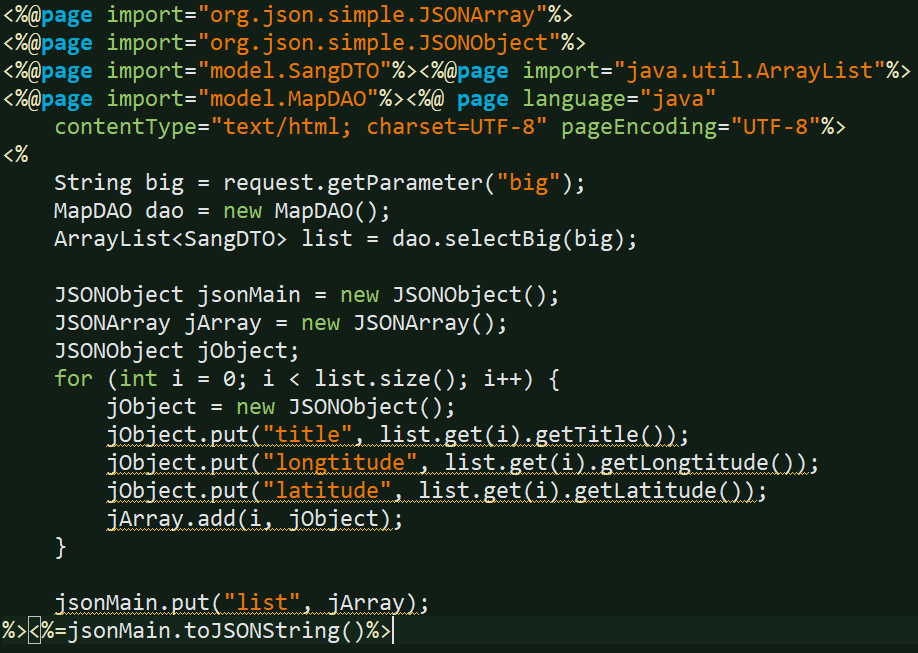 <%@page import="org.json.simple.JSONArray"%>
<%@page import="org.json.simple.JSONObject"%>
<%@page import="model.SangDTO"%><%@page import="java.util.ArrayList"%>
<%@page import="model.MapDAO"%><%@ page language="java"
    contentType="text/html; charset=UTF-8" pageEncoding="UTF-8"%>
<%
    String big = request.getParameter("big");
    MapDAO dao = new MapDAO();
    ArrayList<SangDTO> list = dao.selectBig(big);

    JSONObject jsonMain = new JSONObject();
    JSONArray jArray = new JSONArray();
    JSONObject jObject;
    for (int i = 0; i < list.size(); i++) {
        jObject = new JSONObject();
        jObject.put("title", list.get(i).getTitle());
        jObject.put("longtitude", list.get(i).getLongtitude());
        jObject.put("latitude", list.get(i).getLatitude());
        jArray.add(i, jObject);
    }

    jsonMain.put("list", jArray);
%><%=jsonMain.toJSONString()%>